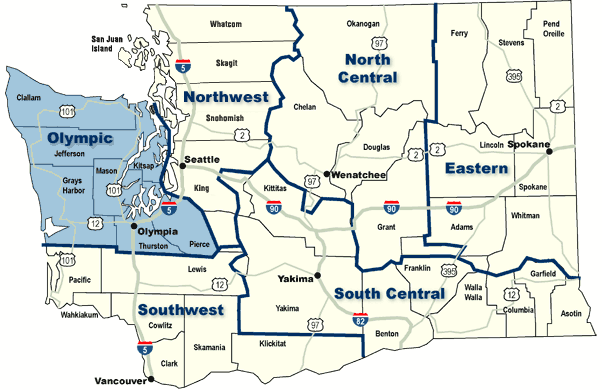 Whatcom
Okanogan
Pend
Oreille
Ferry
San Juan
Island
97
Stevens
5
Skagit
North
Central
395
Northwest
Clallam
Chelan
101
101
Snohomish
2
2
Olympic
Jefferson
Douglas
2
2
Lincoln
Spokane
Mason
Kitsap
Seattle
Eastern
Wenatchee
Grays
Harbor
101
King
Kittitas
97
Spokane
5
90
90
90
12
Whitman
Olympia
Grant
Adams
Thurston
Pierce
101
Lewis
Franklin
395
Garfield
Pacific
12
Yakima
Walla
Walla
12
South Central
Columbia
Asotin
Wahkiakum
Southwest
Yakima
82
Cowlitz
97
Benton
5
Skamania
Klickitat
Clark
Vancouver